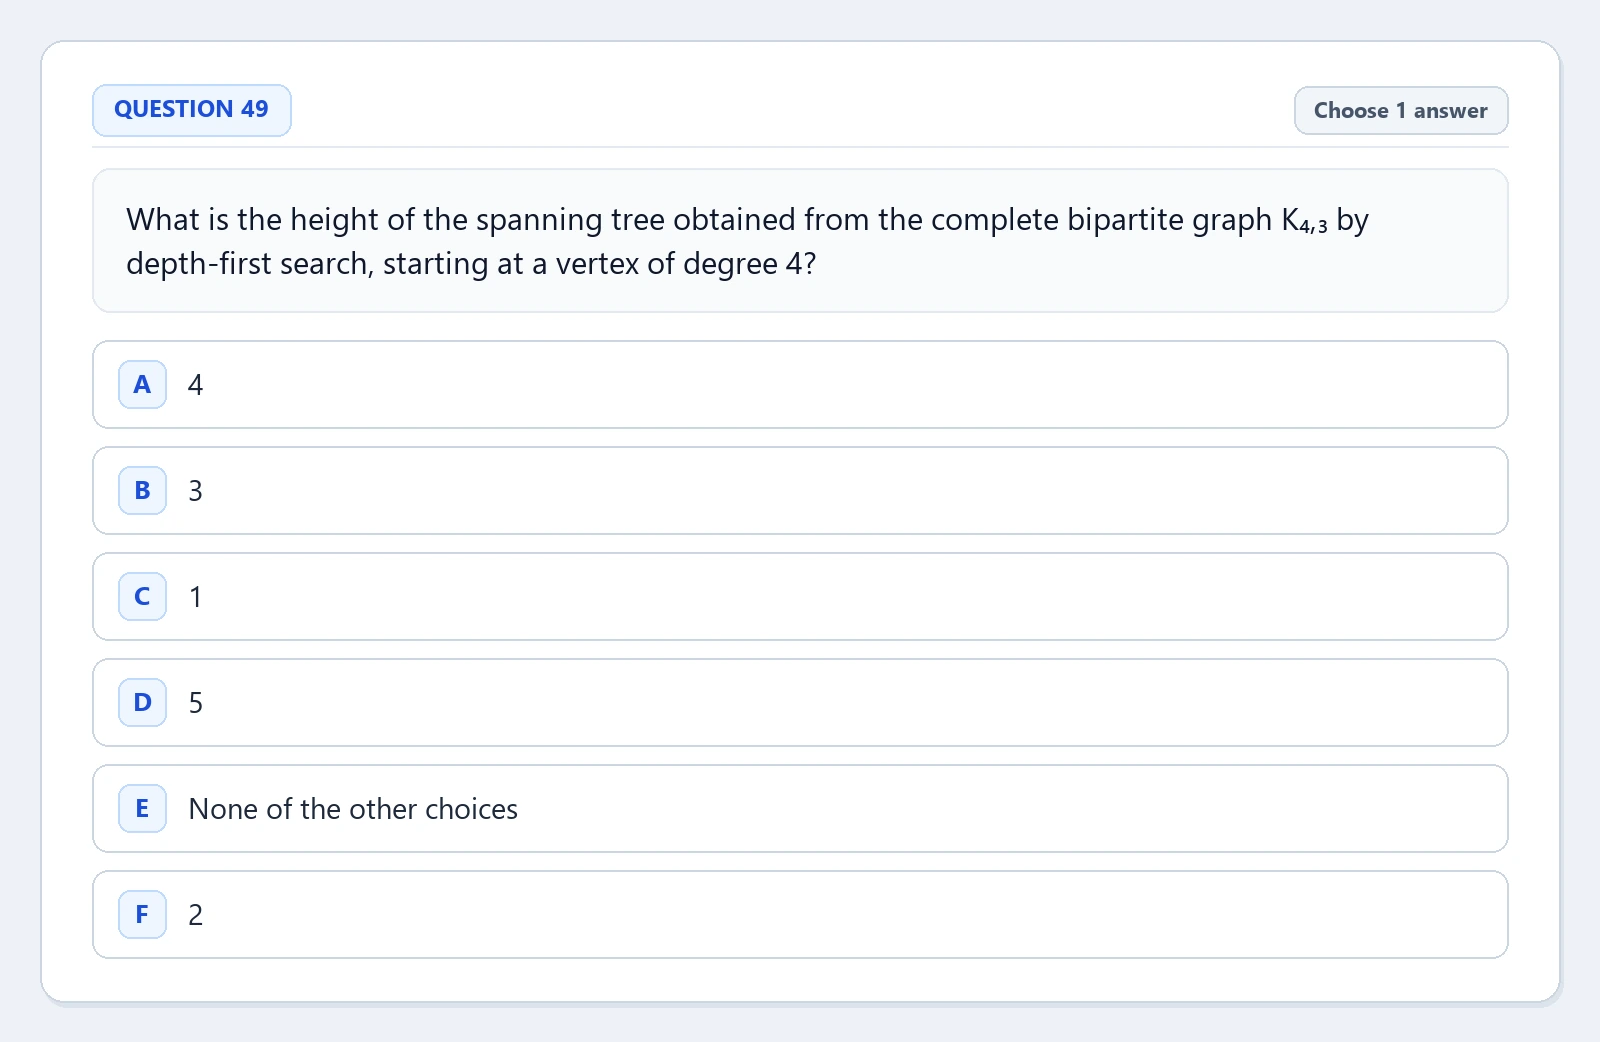 QUESTION 49
Choose 1 answer
What is the height of the spanning tree obtained from the complete bipartite graph K₄,₃ by
depth-first search, starting at a vertex of degree 4?
A 4
B 3
C 1
D 5
E None of the other choices
F 2